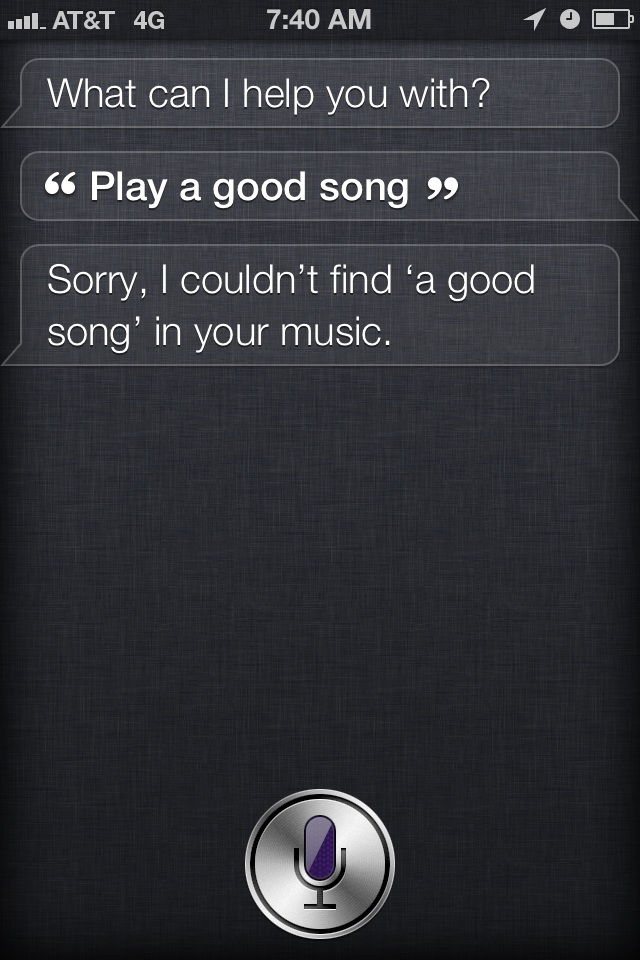 AT&T 4G 7:40 AM
What can I help you with?
“ Play a good song ”
Sorry, I couldn’t find ‘a good
song’ in your music.